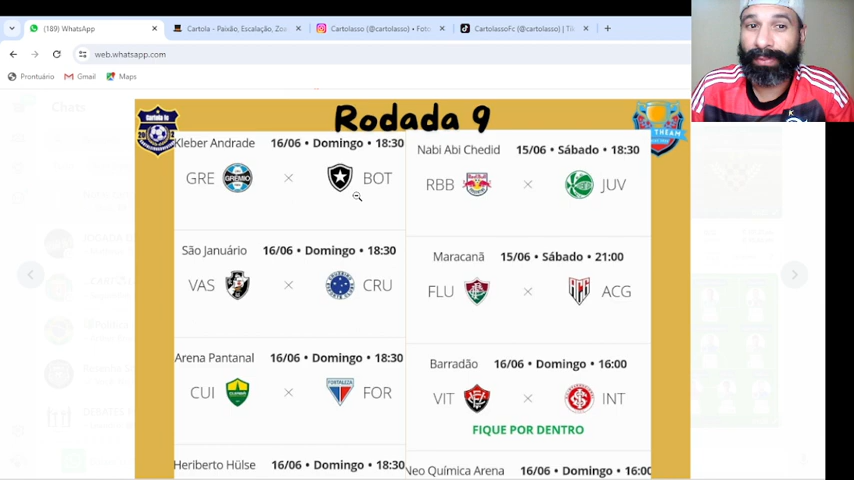 (189) WhatsApp
Cartola - Paixão, Escalação, Zoe
Cartolasso (@cartolasso) • Foto
CartolassoFc (@cartolasso) | Ti
web.whatsapp.com
Prontuário
Gmail
Maps
Chats
Rodada 9
Kleber Andrade 16/06 • Domingo • 18:30
GRE GRÊMIO × BOT
São Januário 16/06 • Domingo • 18:30
VAS × CRU
Arena Pantanal 16/06 • Domingo • 18:30
CUI × FORTALEZA FOR
Heriberto Hülse 16/06 • Domingo • 18:30
Nabi Abi Chedid 15/06 • Sábado • 18:30
RBB × JUV
Maracanã 15/06 • Sábado • 21:00
FLU × ACG
Barradão 16/06 • Domingo • 16:00
VIT × INT
FIQUE POR DENTRO
Neo Química Arena 16/06 • Domingo • 16:00